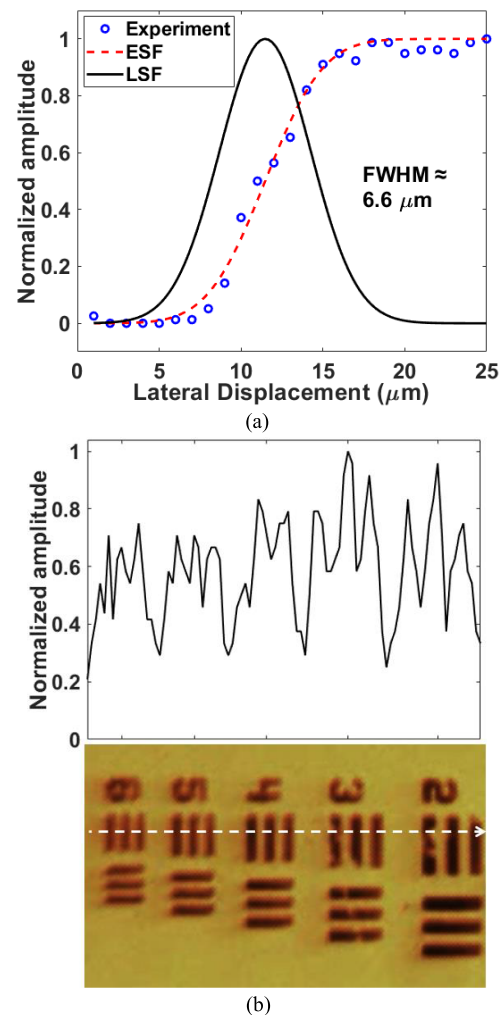 Experiment
ESF
LSF
Normalized amplitude
1
0.8
0.6
0.4
0.2
0
FWHM ≈
6.6 μm
0 5 10 15 20 25
Lateral Displacement (μm)
(a)
Normalized amplitude
1
0.8
0.6
0.4
0.2
0
6 5 4 3 2
(b)